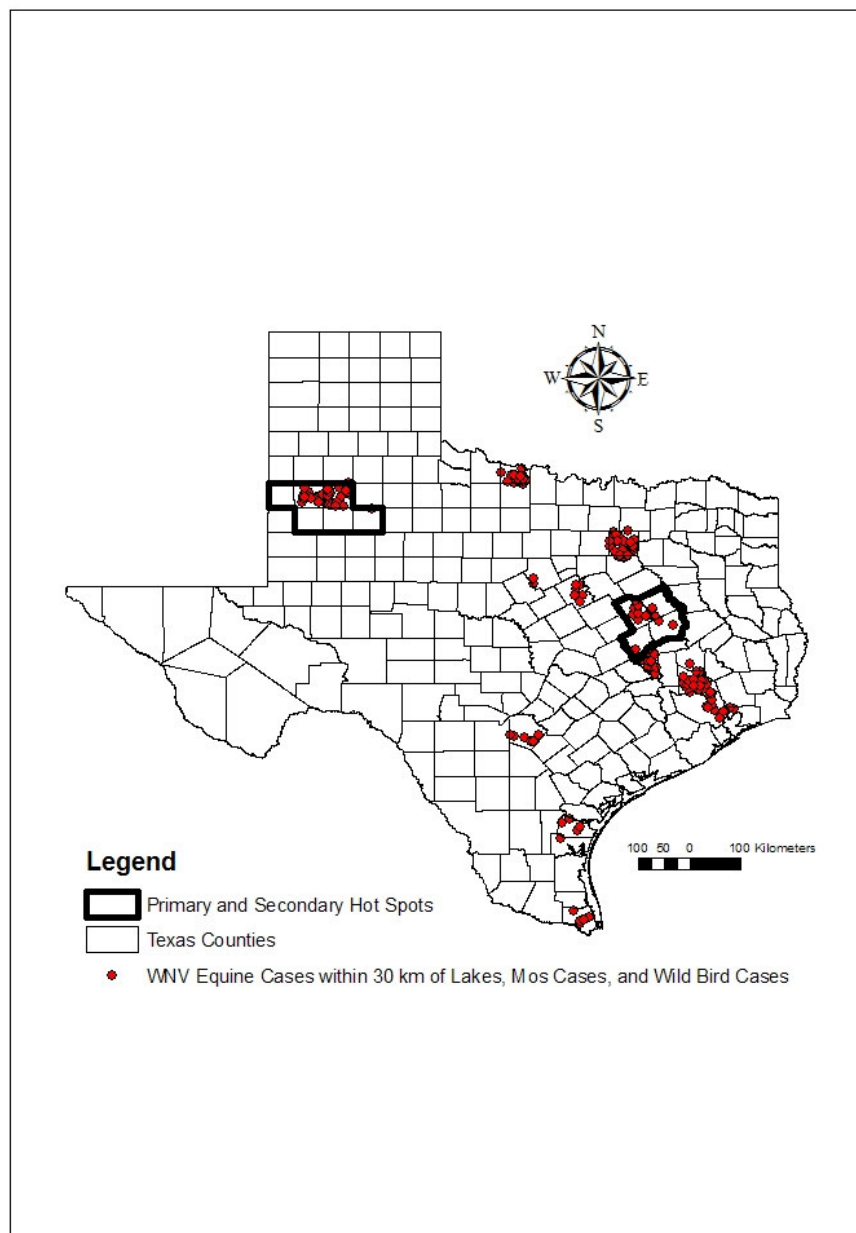 N
W E
S
100 50 0 100 Kilometers
Legend
Primary and Secondary Hot Spots
Texas Counties
WNV Equine Cases within 30 km of Lakes, Mos Cases, and Wild Bird Cases